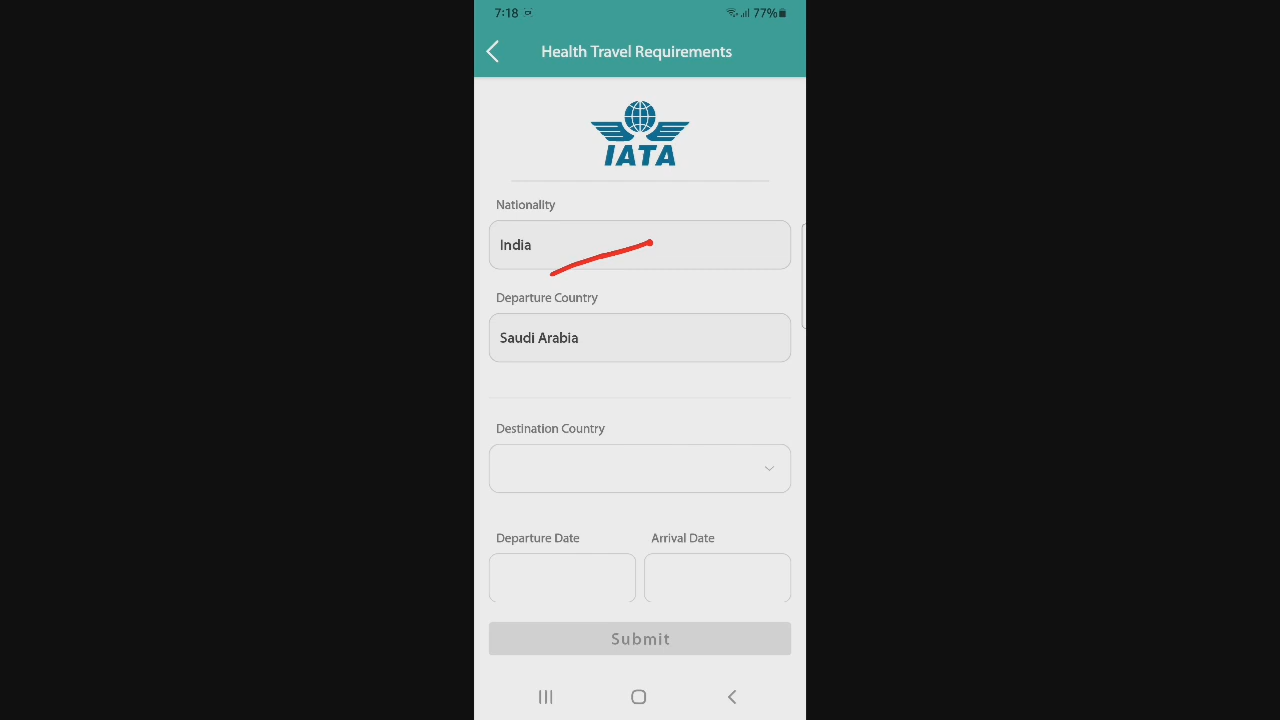 7:18
77%
Health Travel Requirements
IATA
Nationality
India
Departure Country
Saudi Arabia
Destination Country
Departure Date Arrival Date
Submit